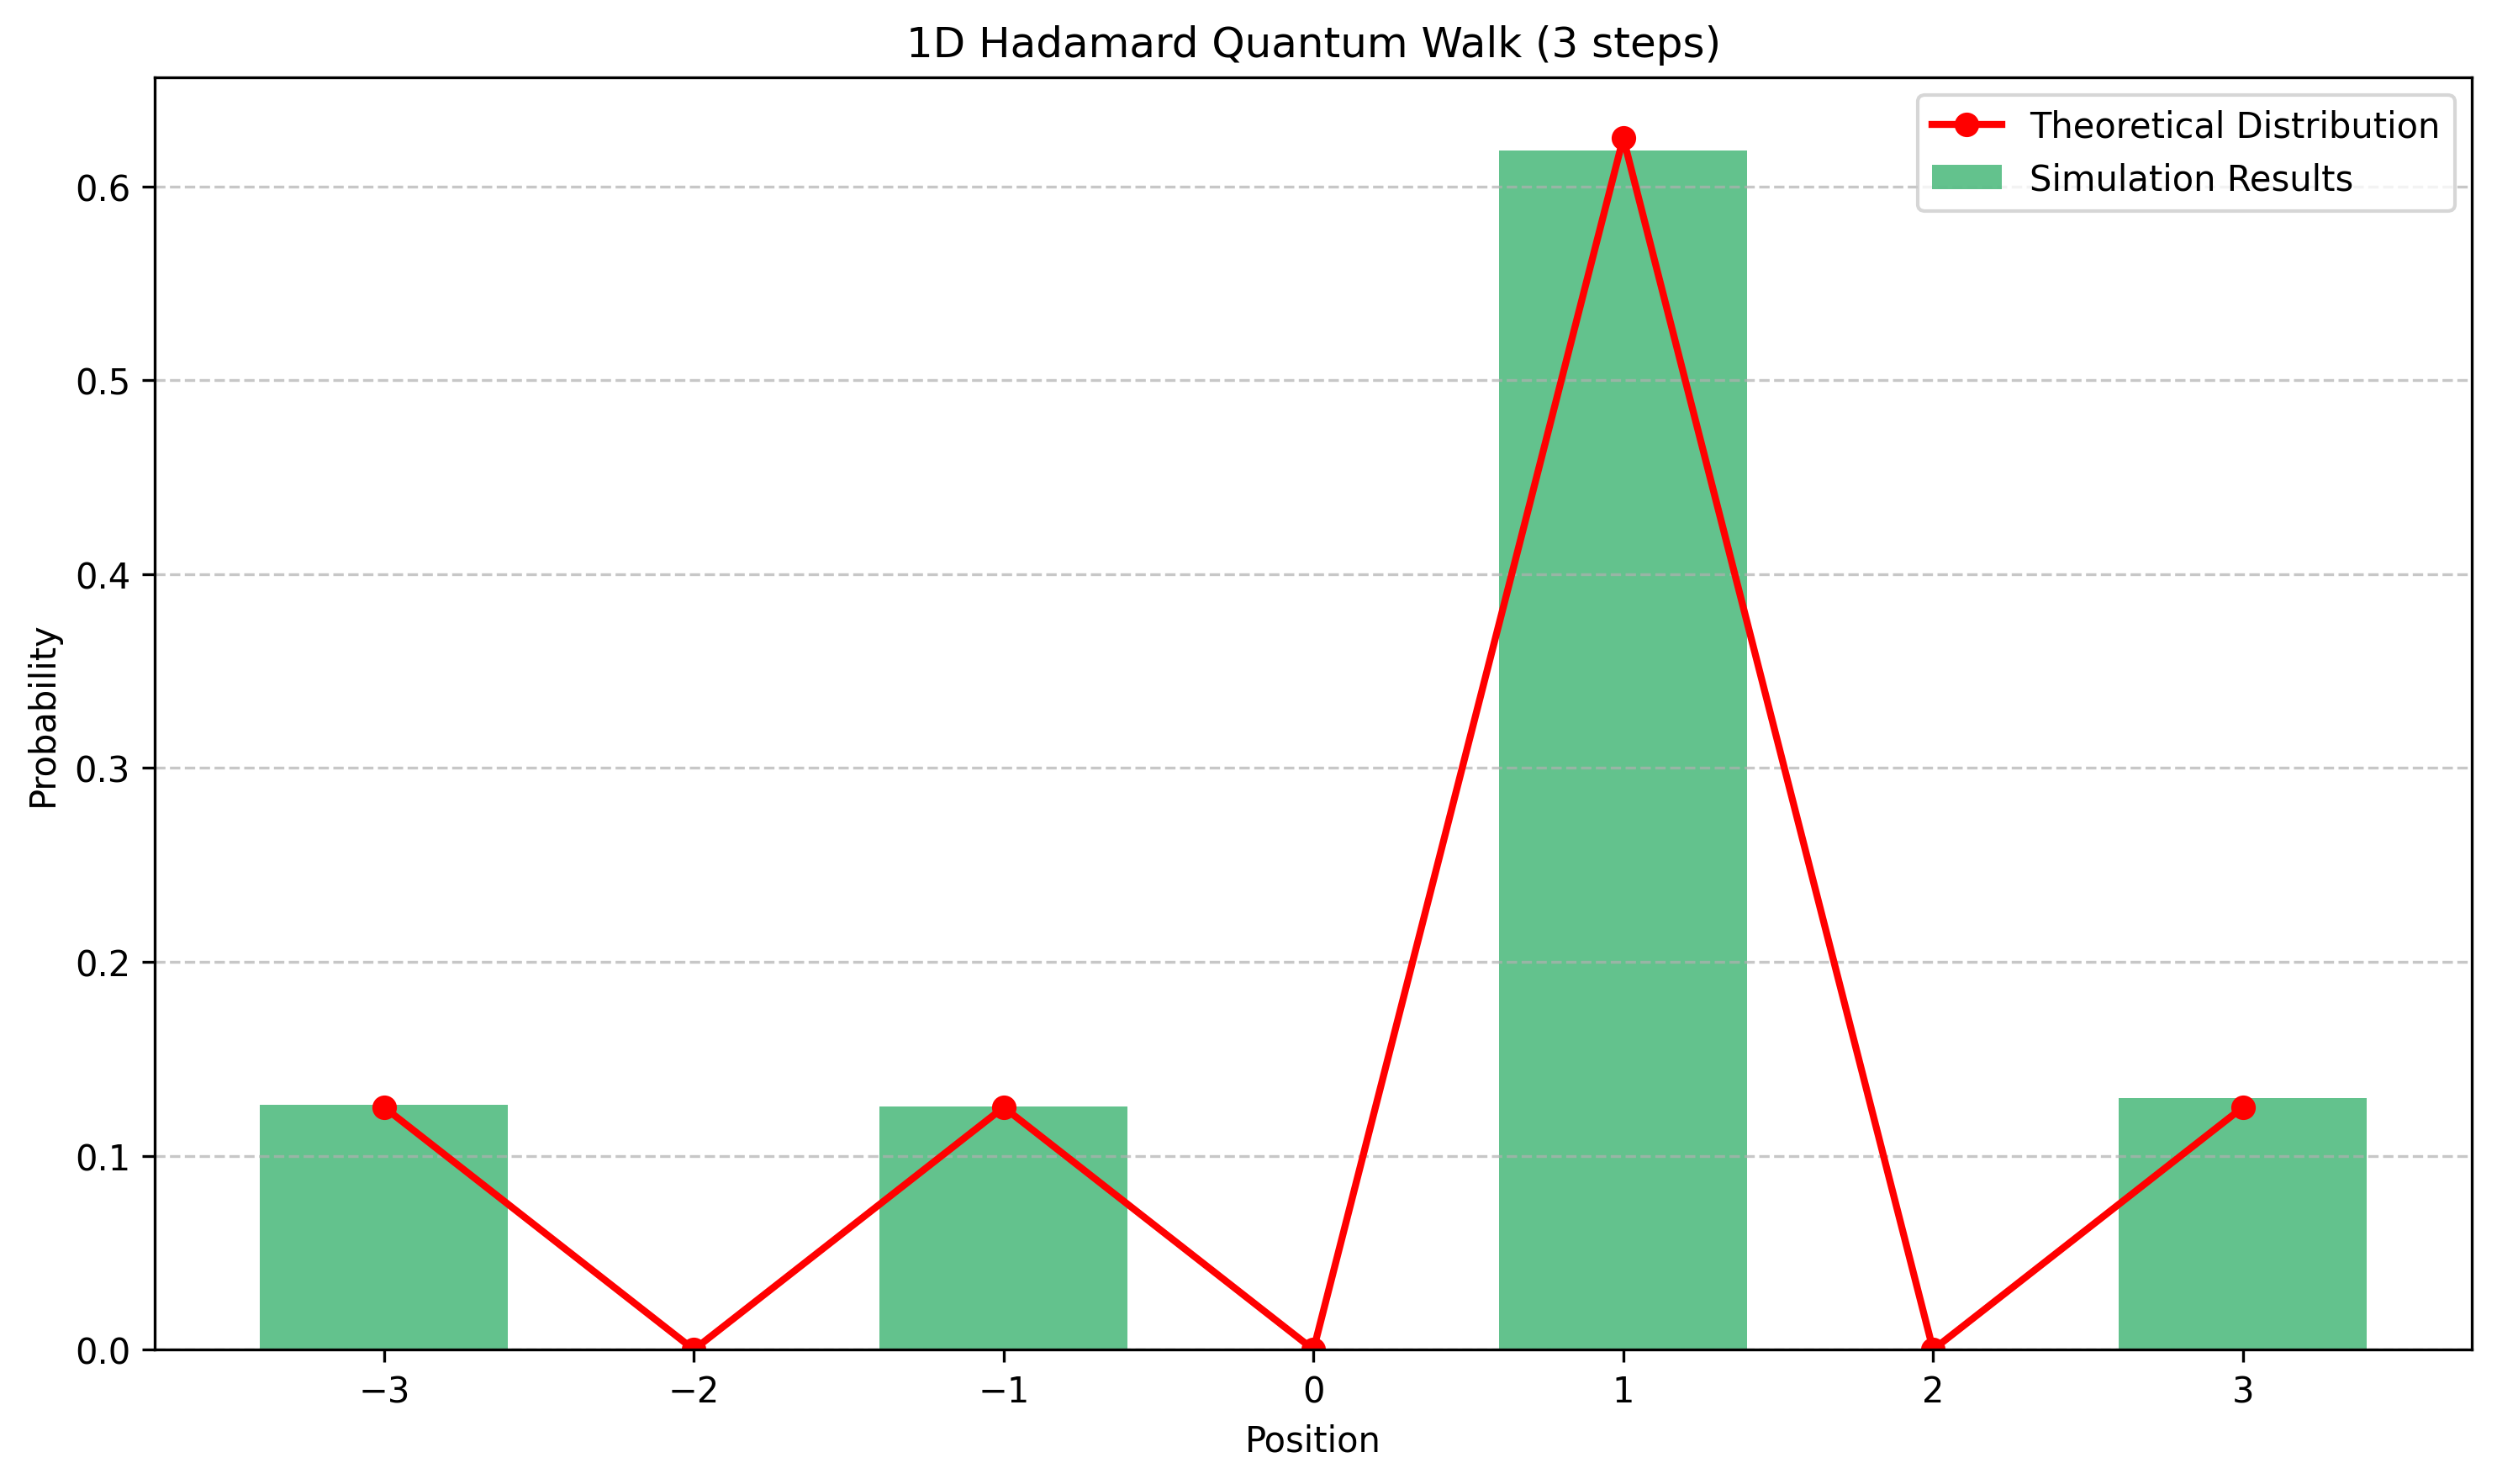 1D Hadamard Quantum Walk (3 steps)
Theoretical Distribution
Simulation Results
Probability
0.6
0.5
0.4
0.3
0.2
0.1
0.0
−3 −2 −1 0 1 2 3
Position